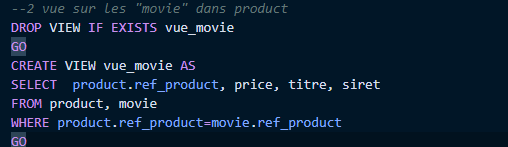 --2 vue sur les "movie" dans product
DROP VIEW IF EXISTS vue_movie
GO
CREATE VIEW vue_movie AS
SELECT  product.ref_product, price, titre, siret
FROM product, movie
WHERE product.ref_product=movie.ref_product
GO